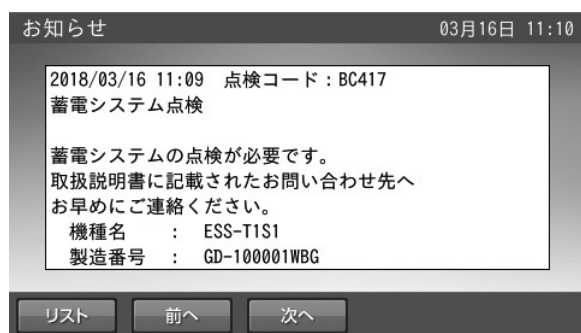 お知らせ 03月16日 11:10
2018/03/16 11:09 点検コード：BC417
蓄電システム点検
蓄電システムの点検が必要です。
取扱説明書に記載されたお問い合わせ先へ
お早めにご連絡ください。
機種名 ： ESS-T1S1
製造番号 ： GD-100001WBG
リスト 前へ 次へ